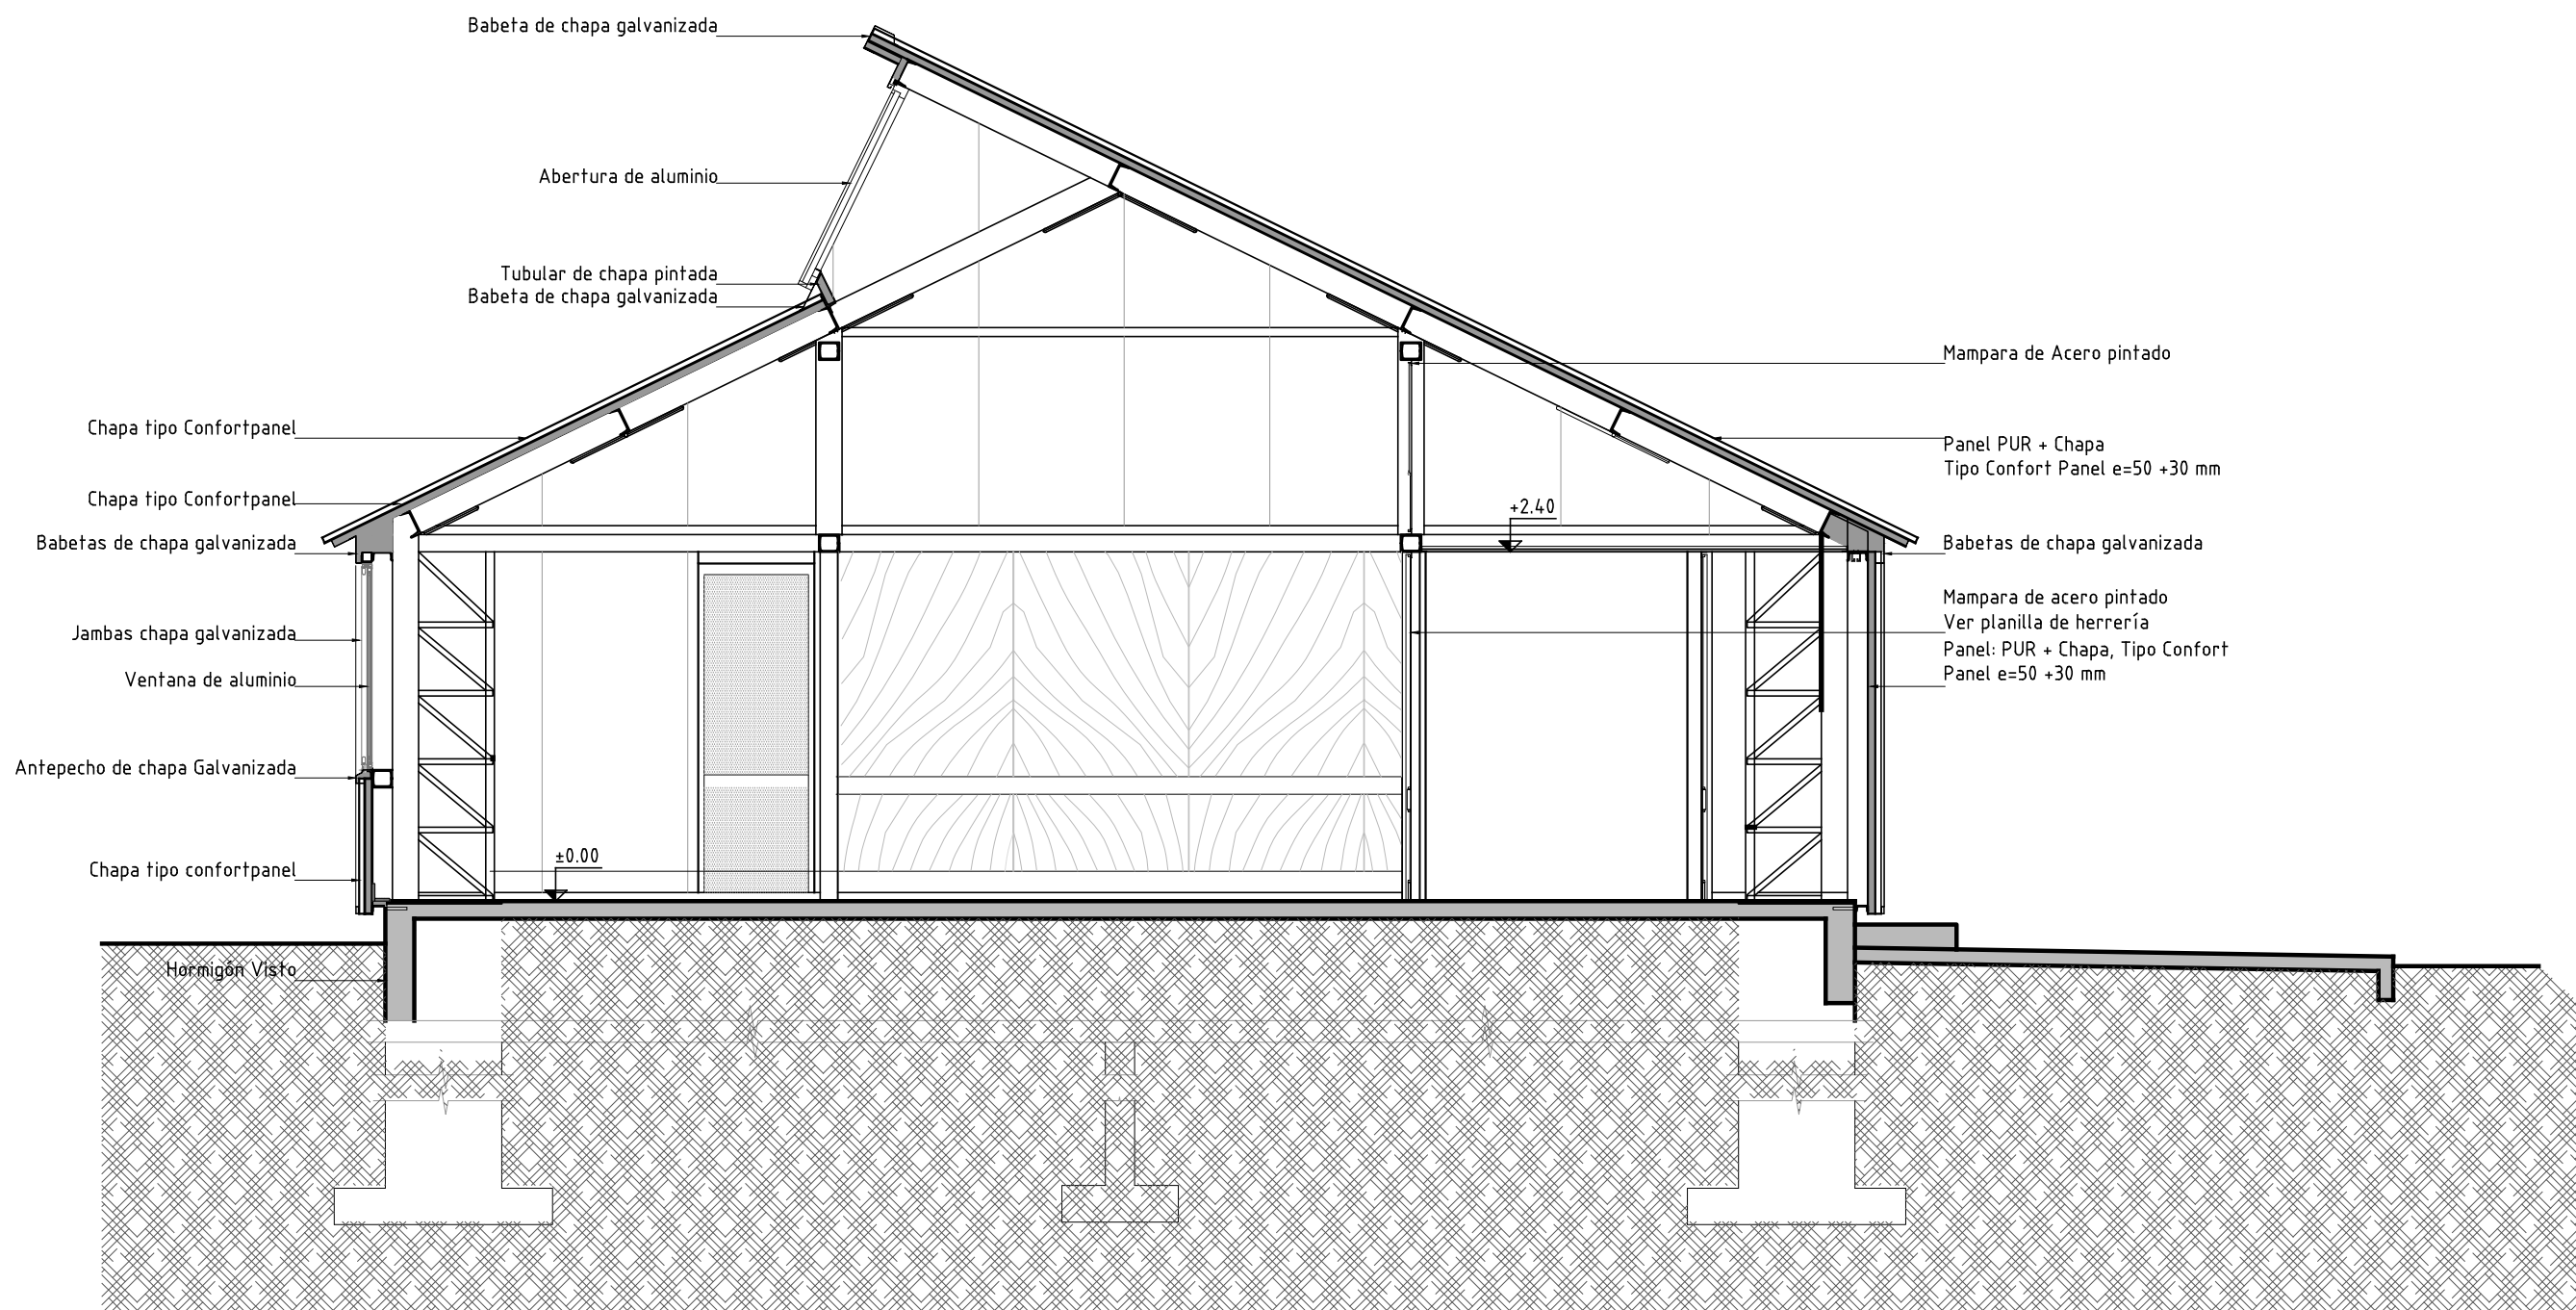 Babeta de chapa galvanizada
Abertura de aluminio
Tubular de chapa pintada
Babeta de chapa galvanizada
Chapa tipo Confortpanel
Chapa tipo Confortpanel
Babetas de chapa galvanizada
Jambas chapa galvanizada
Ventana de aluminio
Antepecho de chapa Galvanizada
Chapa tipo confortpanel
Hormigón Visto
±0.00
+2.40
Mampara de Acero pintado
Panel PUR + Chapa
Tipo Confort Panel e=50 +30 mm
Babetas de chapa galvanizada
Mampara de acero pintado
Ver planilla de herrería
Panel: PUR + Chapa, Tipo Confort
Panel e=50 +30 mm